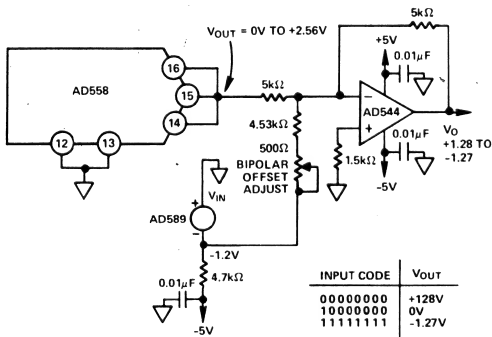 VOUT = 0V TO +2.56V
5kΩ
+5V
0.01μF
16
AD558
15
5kΩ
−
AD544
14
4.53kΩ
+
VO
+1.28 TO
-1.27
12
13
500Ω
BIPOLAR
OFFSET
ADJUST
1.5kΩ
0.01μF
-5V
+
VIN
AD589
−
-1.2V
0.01μF
4.7kΩ
-5V
INPUT CODE VOUT
00000000 +128V
10000000 0V
11111111 -1.27V